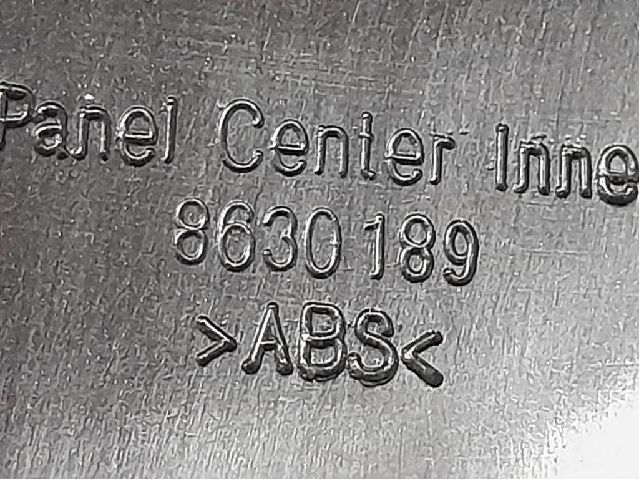 Panel Center Inne
8630189
>ABS<